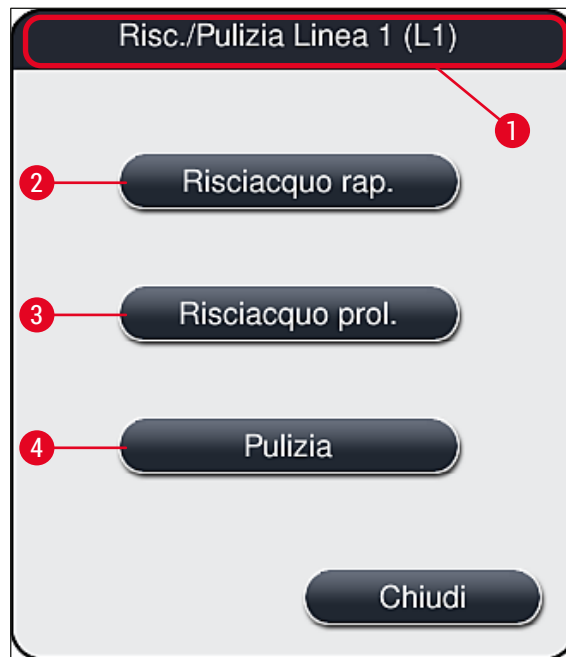 Risc./Pulizia Linea 1 (L1)
1
2 Risciacquo rap.
3 Risciacquo prol.
4 Pulizia
Chiudi